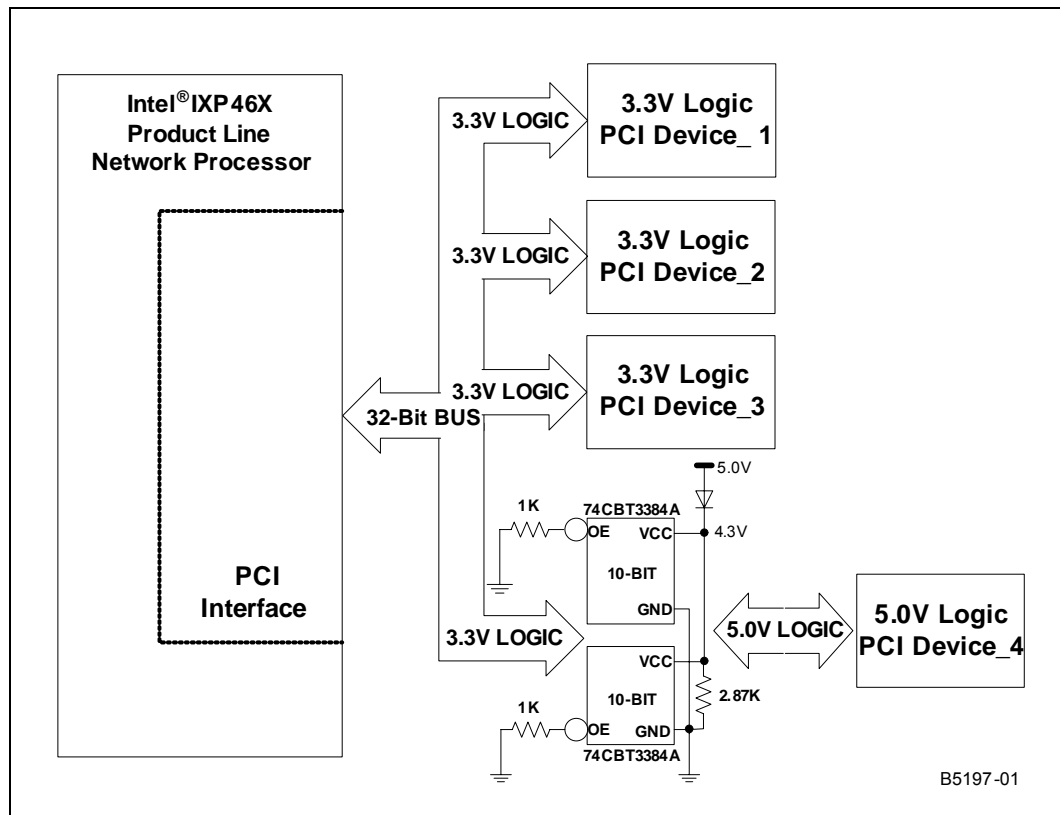 Intel® IXP46X
Product Line
Network Processor
PCI
Interface
32-Bit BUS
3.3V LOGIC
3.3V Logic
PCI Device_ 1
3.3V LOGIC
3.3V Logic
PCI Device_2
3.3V LOGIC
3.3V Logic
PCI Device_3
5.0V
4.3V
1K
74CBT3384A
OE
VCC
10-BIT
GND
3.3V LOGIC
5.0V LOGIC
5.0V Logic
PCI Device_4
VCC
10-BIT
2.87K
1K
OE
GND
74CBT3384A
B5197-01